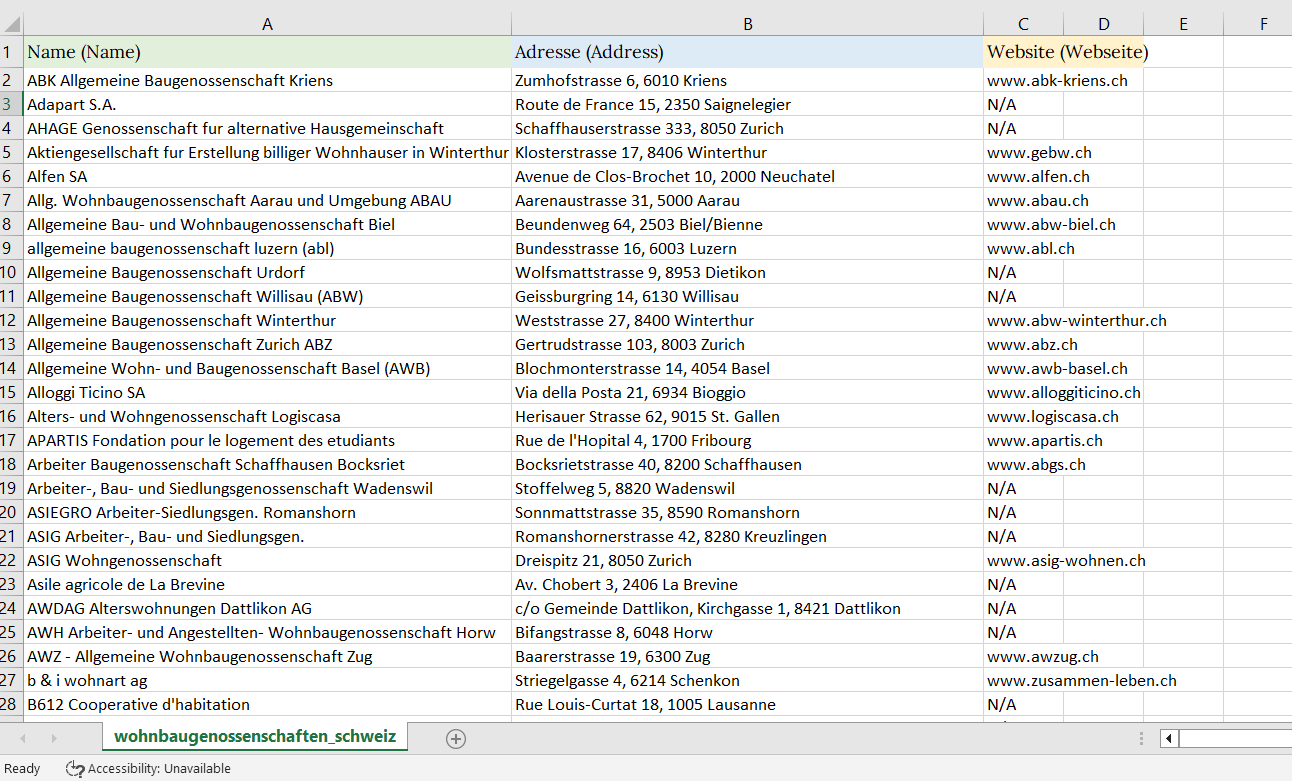 A B C D E F
1 Name (Name) Adresse (Address) Website (Webseite)
2 ABK Allgemeine Baugenossenschaft Kriens Zumhofstrasse 6, 6010 Kriens www.abk-kriens.ch
3 Adapart S.A. Route de France 15, 2350 Saignelegier N/A
4 AHAGE Genossenschaft fur alternative Hausgemeinschaft Schaffhauserstrasse 333, 8050 Zurich N/A
5 Aktiengesellschaft fur Erstellung billiger Wohnhauser in Winterthur Klosterstrasse 17, 8406 Winterthur www.gebw.ch
6 Alfen SA Avenue de Clos-Brochet 10, 2000 Neuchatel www.alfen.ch
7 Allg. Wohnbaugenossenschaft Aarau und Umgebung ABAU Aarenaustrasse 31, 5000 Aarau www.abau.ch
8 Allgemeine Bau- und Wohnbaugenossenschaft Biel Beundenweg 64, 2503 Biel/Bienne www.abw-biel.ch
9 allgemeine baugenossenschaft luzern (abl) Bundesstrasse 16, 6003 Luzern www.abl.ch
10 Allgemeine Baugenossenschaft Urdorf Wolfsmattstrasse 9, 8953 Dietikon N/A
11 Allgemeine Baugenossenschaft Willisau (ABW) Geissburgring 14, 6130 Willisau N/A
12 Allgemeine Baugenossenschaft Winterthur Weststrasse 27, 8400 Winterthur www.abw-winterthur.ch
13 Allgemeine Baugenossenschaft Zurich ABZ Gertrudstrasse 103, 8003 Zurich www.abz.ch
14 Allgemeine Wohn- und Baugenossenschaft Basel (AWB) Blochmonterstrasse 14, 4054 Basel www.awb-basel.ch
15 Alloggi Ticino SA Via della Posta 21, 6934 Bioggio www.alloggiticino.ch
16 Alters- und Wohngenossenschaft Logiscasa Herisauer Strasse 62, 9015 St. Gallen www.logiscasa.ch
17 APARTIS Fondation pour le logement des etudiants Rue de l'Hopital 4, 1700 Fribourg www.apartis.ch
18 Arbeiter Baugenossenschaft Schaffhausen Bocksriet Bocksrietstrasse 40, 8200 Schaffhausen www.abgs.ch
19 Arbeiter-, Bau- und Siedlungsgenossenschaft Wadenswil Stoffelweg 5, 8820 Wadenswil N/A
20 ASIEGRO Arbeiter-Siedlungsgen. Romanshorn Sonnmattstrasse 35, 8590 Romanshorn N/A
21 ASIG Arbeiter-, Bau- und Siedlungsgen. Romanshornerstrasse 42, 8280 Kreuzlingen N/A
22 ASIG Wohngenossenschaft Dreispitz 21, 8050 Zurich www.asig-wohnen.ch
23 Asile agricole de La Brevine Av. Chobert 3, 2406 La Brevine N/A
24 AWDAG Alterswohnungen Dattlikon AG c/o Gemeinde Dattlikon, Kirchgasse 1, 8421 Dattlikon N/A
25 AWH Arbeiter- und Angestellten- Wohnbaugenossenschaft Horw Bifangstrasse 8, 6048 Horw N/A
26 AWZ - Allgemeine Wohnbaugenossenschaft Zug Baarerstrasse 19, 6300 Zug www.awzug.ch
27 b & i wohnart ag Striegelgasse 4, 6214 Schenkon www.zusammen-leben.ch
28 B612 Cooperative d'habitation Rue Louis-Curtat 18, 1005 Lausanne N/A
wohnbaugenossenschaften_schweiz
Ready Accessibility: Unavailable